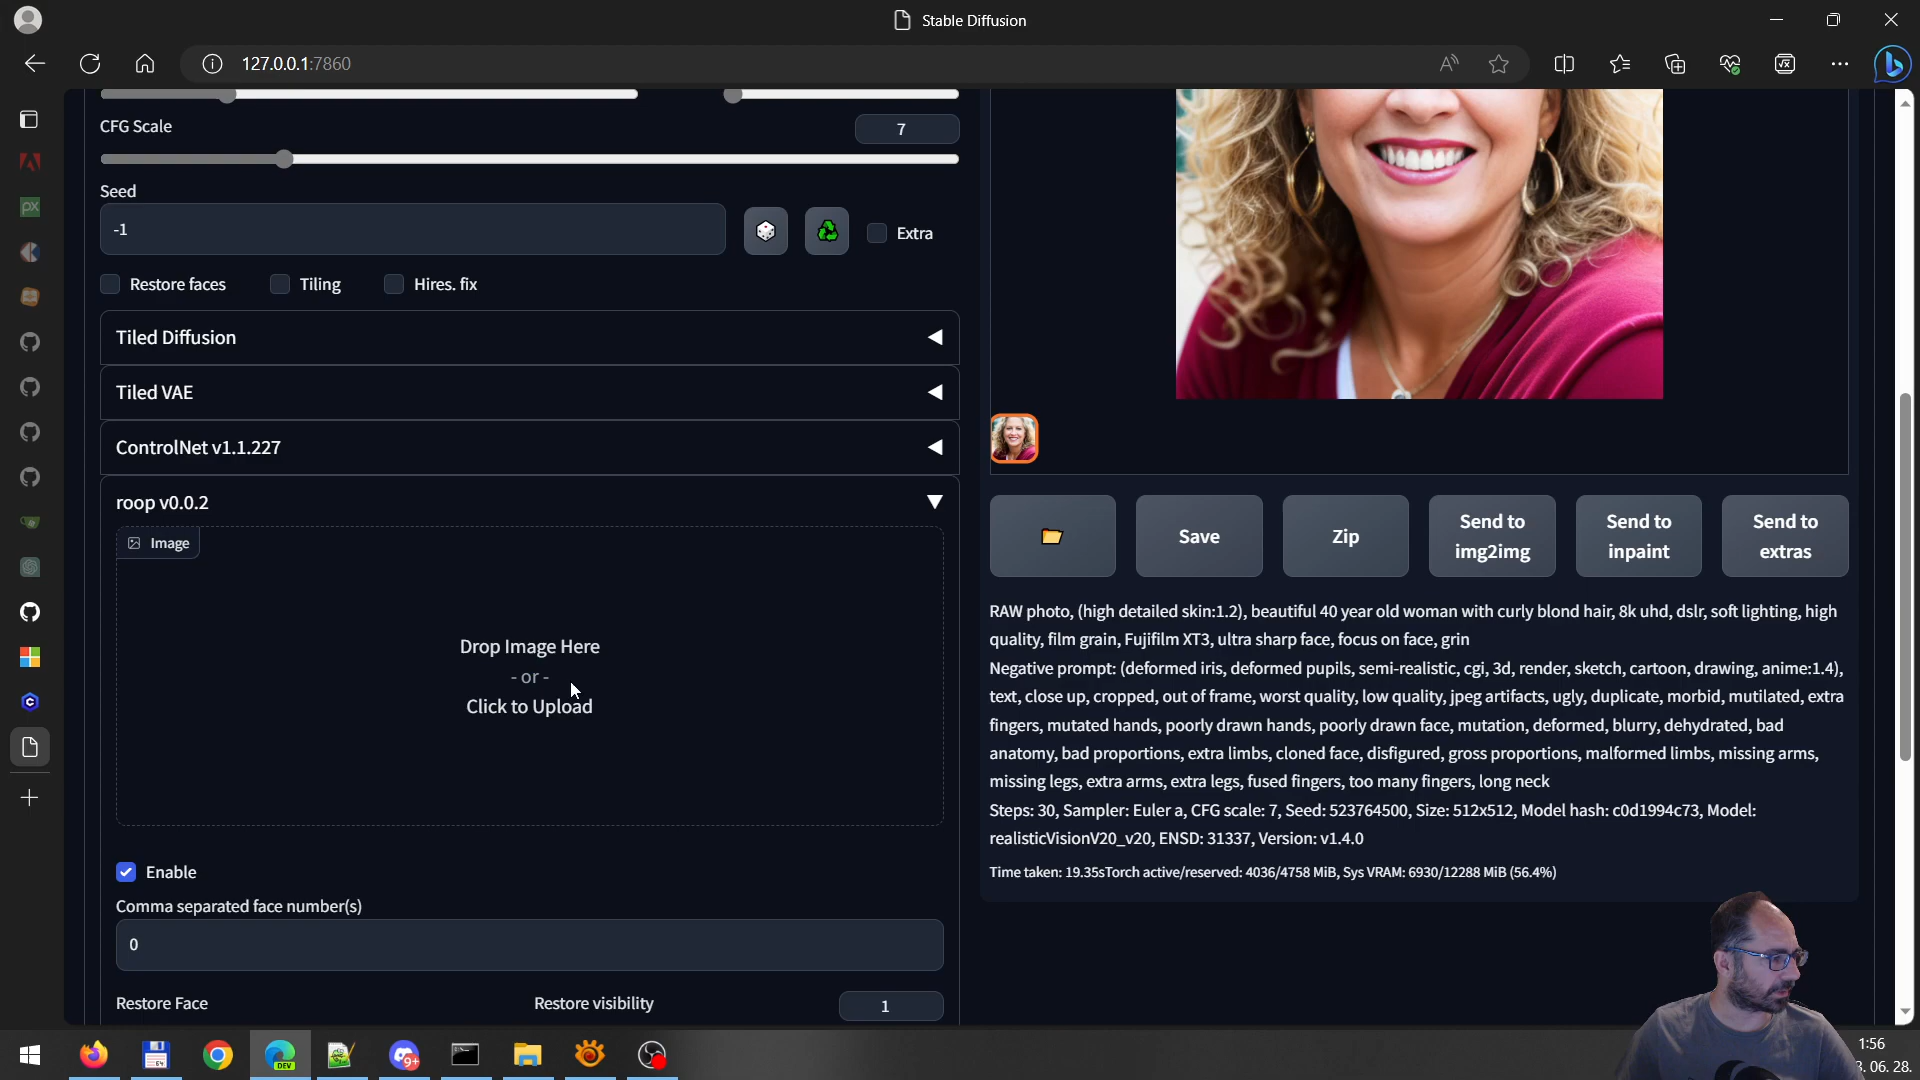 Stable Diffusion
127.0.0.1:7860
CFG Scale
7
Seed
-1
Extra
Restore faces
Tiling
Hires. fix
Tiled Diffusion
Tiled VAE
ControlNet v1.1.227
roop v0.0.2
Image
Drop Image Here
- or -
Click to Upload
Enable
Comma separated face number(s)
0
Restore Face
Restore visibility
1
Save
Zip
Send to
img2img
Send to
inpaint
Send to
extras
RAW photo, (high detailed skin:1.2), beautiful 40 year old woman with curly blond hair, 8k uhd, dslr, soft lighting, high
quality, film grain, Fujifilm XT3, ultra sharp face, focus on face, grin
Negative prompt: (deformed iris, deformed pupils, semi-realistic, cgi, 3d, render, sketch, cartoon, drawing, anime:1.4),
text, close up, cropped, out of frame, worst quality, low quality, jpeg artifacts, ugly, duplicate, morbid, mutilated, extra
fingers, mutated hands, poorly drawn hands, poorly drawn face, mutation, deformed, blurry, dehydrated, bad
anatomy, bad proportions, extra limbs, cloned face, disfigured, gross proportions, malformed limbs, missing arms,
missing legs, extra arms, extra legs, fused fingers, too many fingers, long neck
Steps: 30, Sampler: Euler a, CFG scale: 7, Seed: 523764500, Size: 512x512, Model hash: c0d1994c73, Model:
realisticVisionV20_v20, ENSD: 31337, Version: v1.4.0
Time taken: 19.35sTorch active/reserved: 4036/4758 MiB, Sys VRAM: 6930/12288 MiB (56.4%)
px
64
DEV
9+
1:56
. 06. 28.